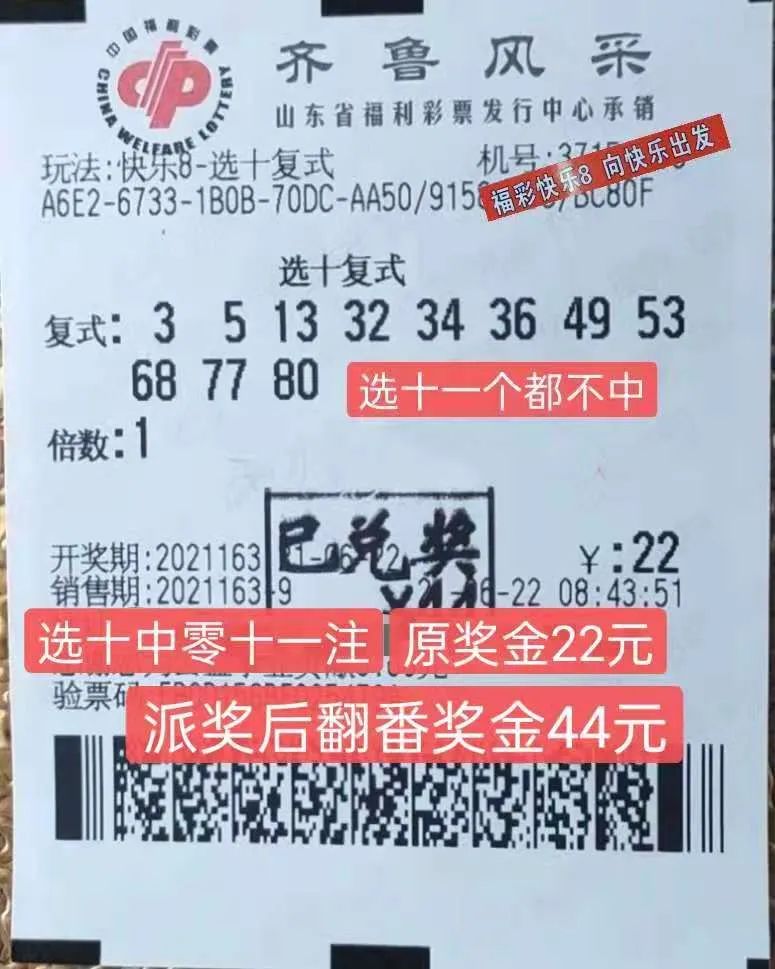 中国福利彩票
CHINA WELFARE LOTTERY
齐鲁风采
山东省福利彩票发行中心承销
玩法:快乐8-选十复式 机号:3715
福彩快乐8 向快乐出发
A6E2-6733-1B0B-70DC-AA50/9158 /BC80F
选十复式
复式: 3 5 13 32 34 36 49 53
68 77 80
选十一个都不中
倍数:1
已兑奖
开奖期:2021163 ¥:22
销售期:2021163-9 -22 08:43:51
选十中零十一注 原奖金22元
验票码
派奖后翻番奖金44元